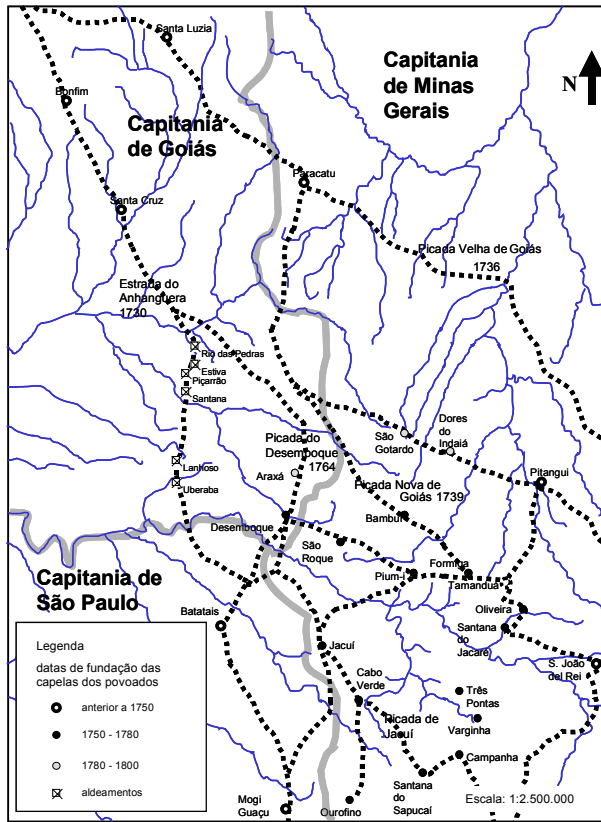 Santa Luzia
Capitania
de Minas
Gerais
N
Bonfim
Capitania
de Goiás
Paracatu
Santa Cruz
Picada Velha de Goiás
1736
Estrada do
Anhanguera
1730
Rio das Pedras
Estiva
Piçarrão
Santana
Dores
do
Indaiá
São
Gotardo
Picada do
Desemboque
1764
Lanhoso
Araxá
Pitangui
Uberaba
Picada Nova de
Goiás 1739
Desemboque
Bambuí
São
Roque
Formiga
Pium-i
Tamanduá
Capitania de
São Paulo
Batatais
Oliveira
Santana
do
Jacaré
Jacuí
S. João
del Rei
Cabo
Verde
Três
Pontas
Picada de
Jacuí
Varginha
Campanha
Santana
do
Sapucaí
Mogi
Guaçu
Ourofino
Escala: 1:2.500.000
Legenda
datas de fundação das
capelas dos povoados
anterior a 1750
1750 - 1780
1780 - 1800
aldeamentos